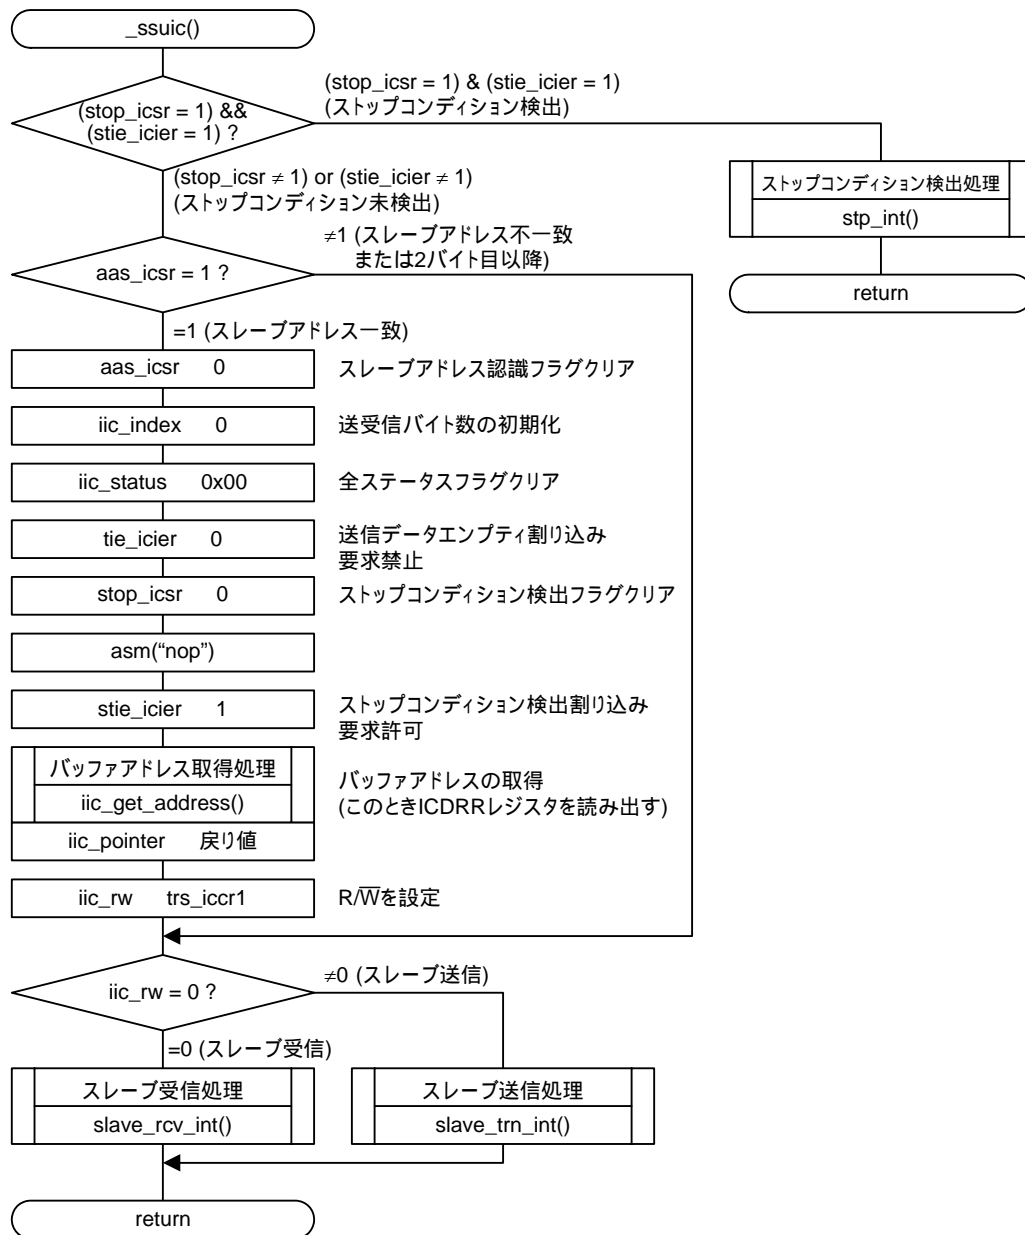 _ssuic()
(stop_icsr = 1) &&
(stie_icier = 1) ?
(stop_icsr = 1) & (stie_icier = 1)
(ストップコンディション検出)
ストップコンディション検出処理
stp_int()
return
(stop_icsr ≠ 1) or (stie_icier ≠ 1)
(ストップコンディション未検出)
aas_icsr = 1 ?
≠1 (スレーブアドレス不一致
または2バイト目以降)
=1 (スレーブアドレス一致)
aas_icsr 0 スレーブアドレス認識フラグクリア
iic_index 0 送受信バイト数の初期化
iic_status 0x00 全ステータスフラグクリア
tie_icier 0 送信データエンプティ割り込み
要求禁止
stop_icsr 0 ストップコンディション検出フラグクリア
asm(“nop”)
stie_icier 1 ストップコンディション検出割り込み
要求許可
バッファアドレス取得処理
iic_get_address()
バッファアドレスの取得
(このときICDRRレジスタを読み出す)
iic_pointer 戻り値
iic_rw trs_iccr1 R/W̅を設定
iic_rw = 0 ?
≠0 (スレーブ送信)
=0 (スレーブ受信)
スレーブ受信処理
slave_rcv_int()
スレーブ送信処理
slave_trn_int()
return